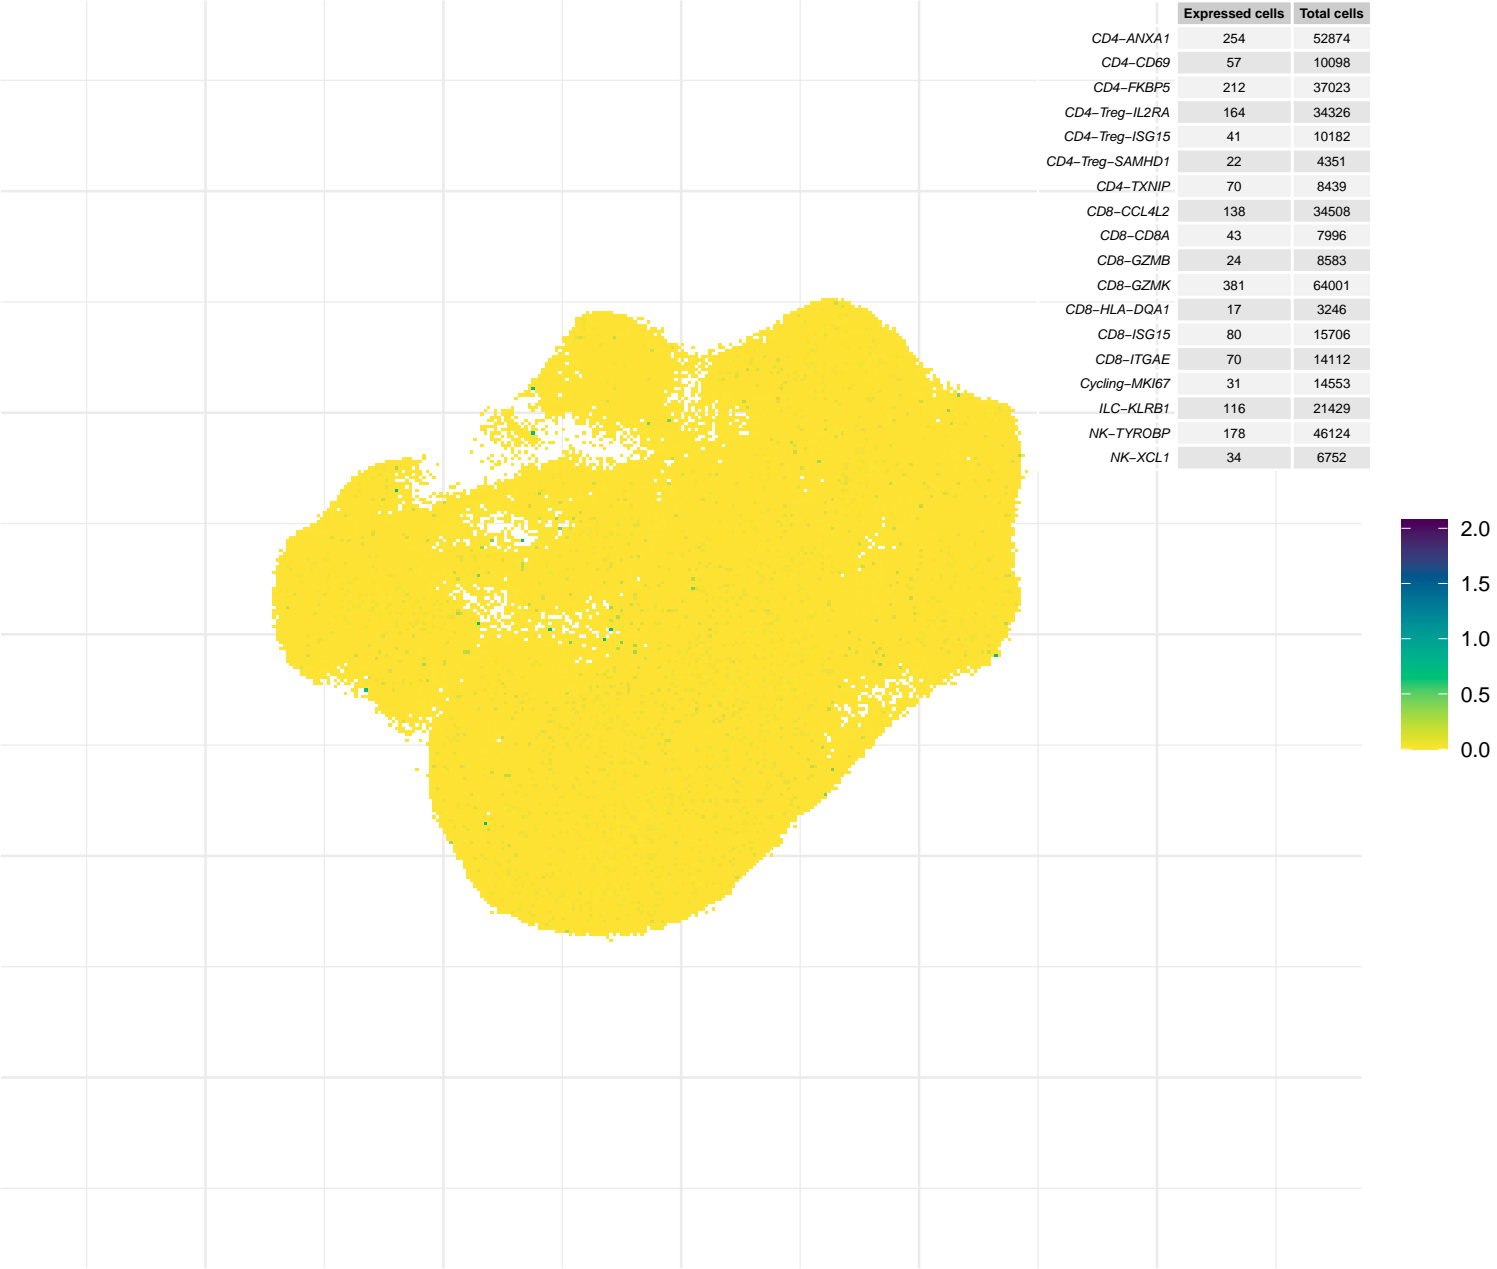 Expressed cells Total cells
CD4−ANXA1 254 52874
CD4−CD69 57 10098
CD4−FKBP5 212 37023
CD4−Treg−IL2RA 164 34326
CD4−Treg−ISG15 41 10182
CD4−Treg−SAMHD1 22 4351
CD4−TXNIP 70 8439
CD8−CCL4L2 138 34508
CD8−CD8A 43 7996
CD8−GZMB 24 8583
CD8−GZMK 381 64001
CD8−HLA−DQA1 17 3246
CD8−ISG15 80 15706
CD8−ITGAE 70 14112
Cycling−MKI67 31 14553
ILC−KLRB1 116 21429
NK−TYROBP 178 46124
NK−XCL1 34 6752
2.0
1.5
1.0
0.5
0.0